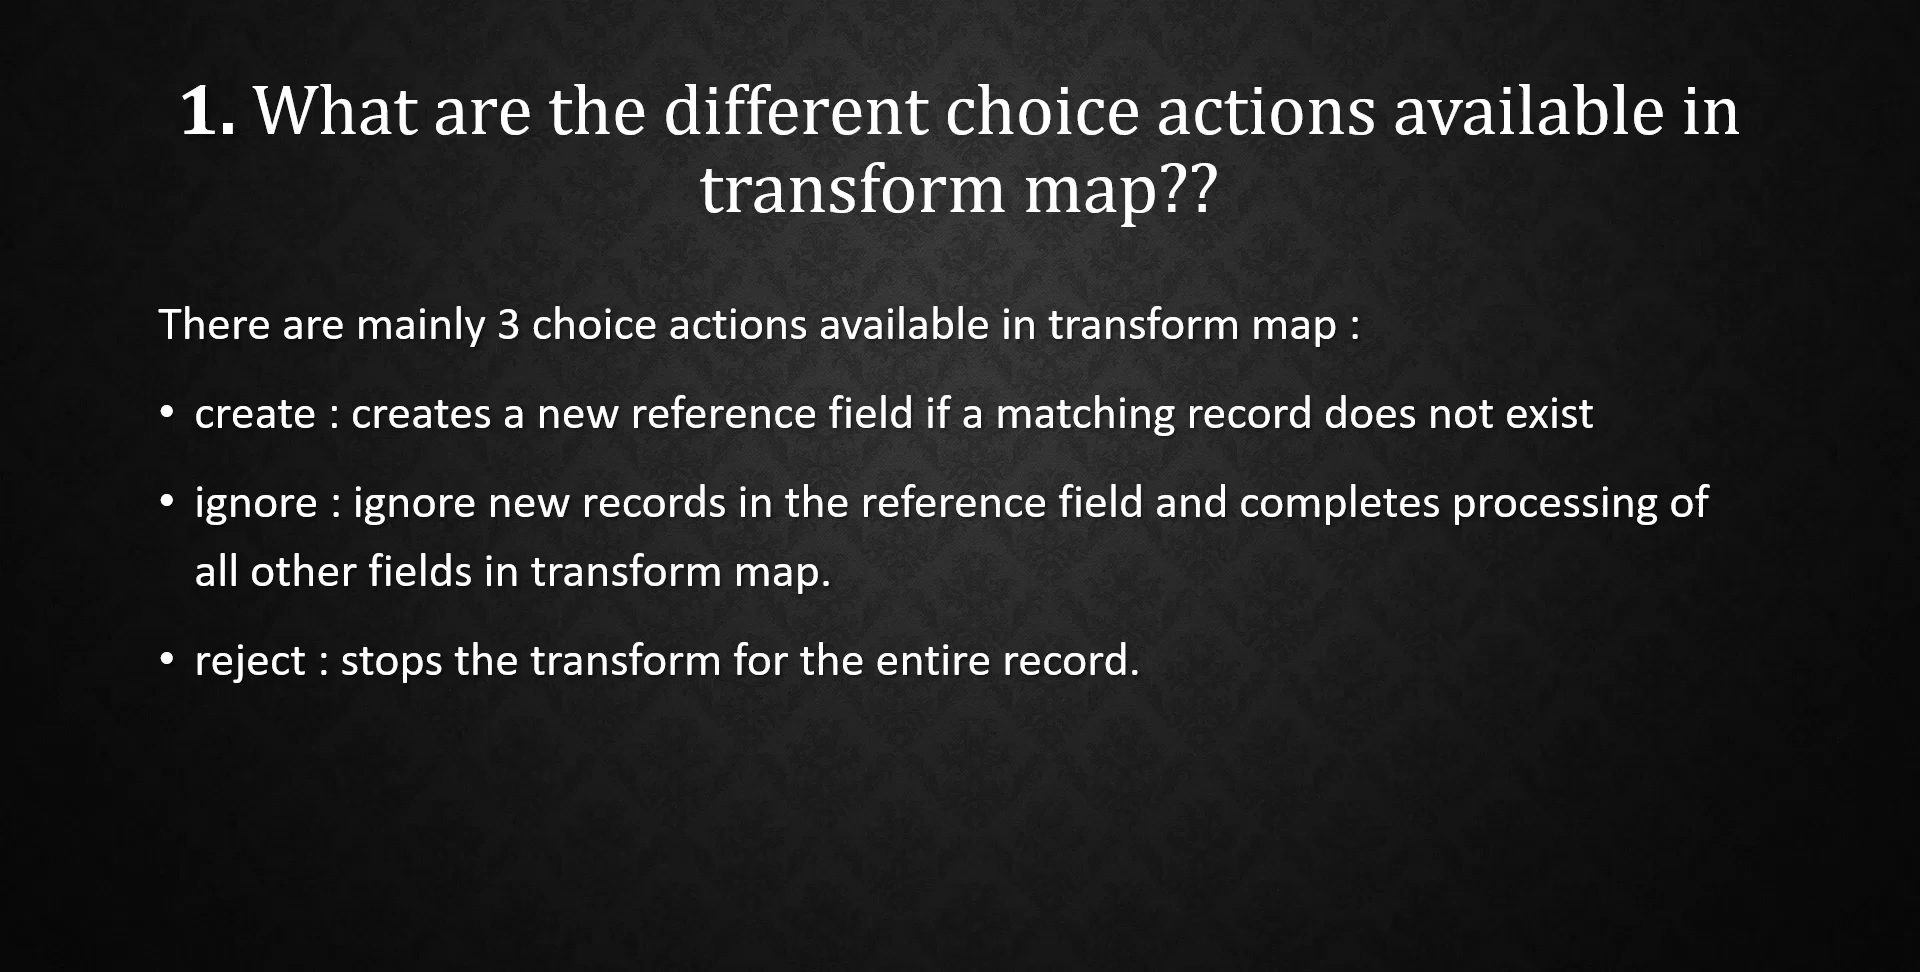 1. What are the different choice actions available in
transform map??
There are mainly 3 choice actions available in transform map :
• create : creates a new reference field if a matching record does not exist
• ignore : ignore new records in the reference field and completes processing of
all other fields in transform map.
• reject : stops the transform for the entire record.